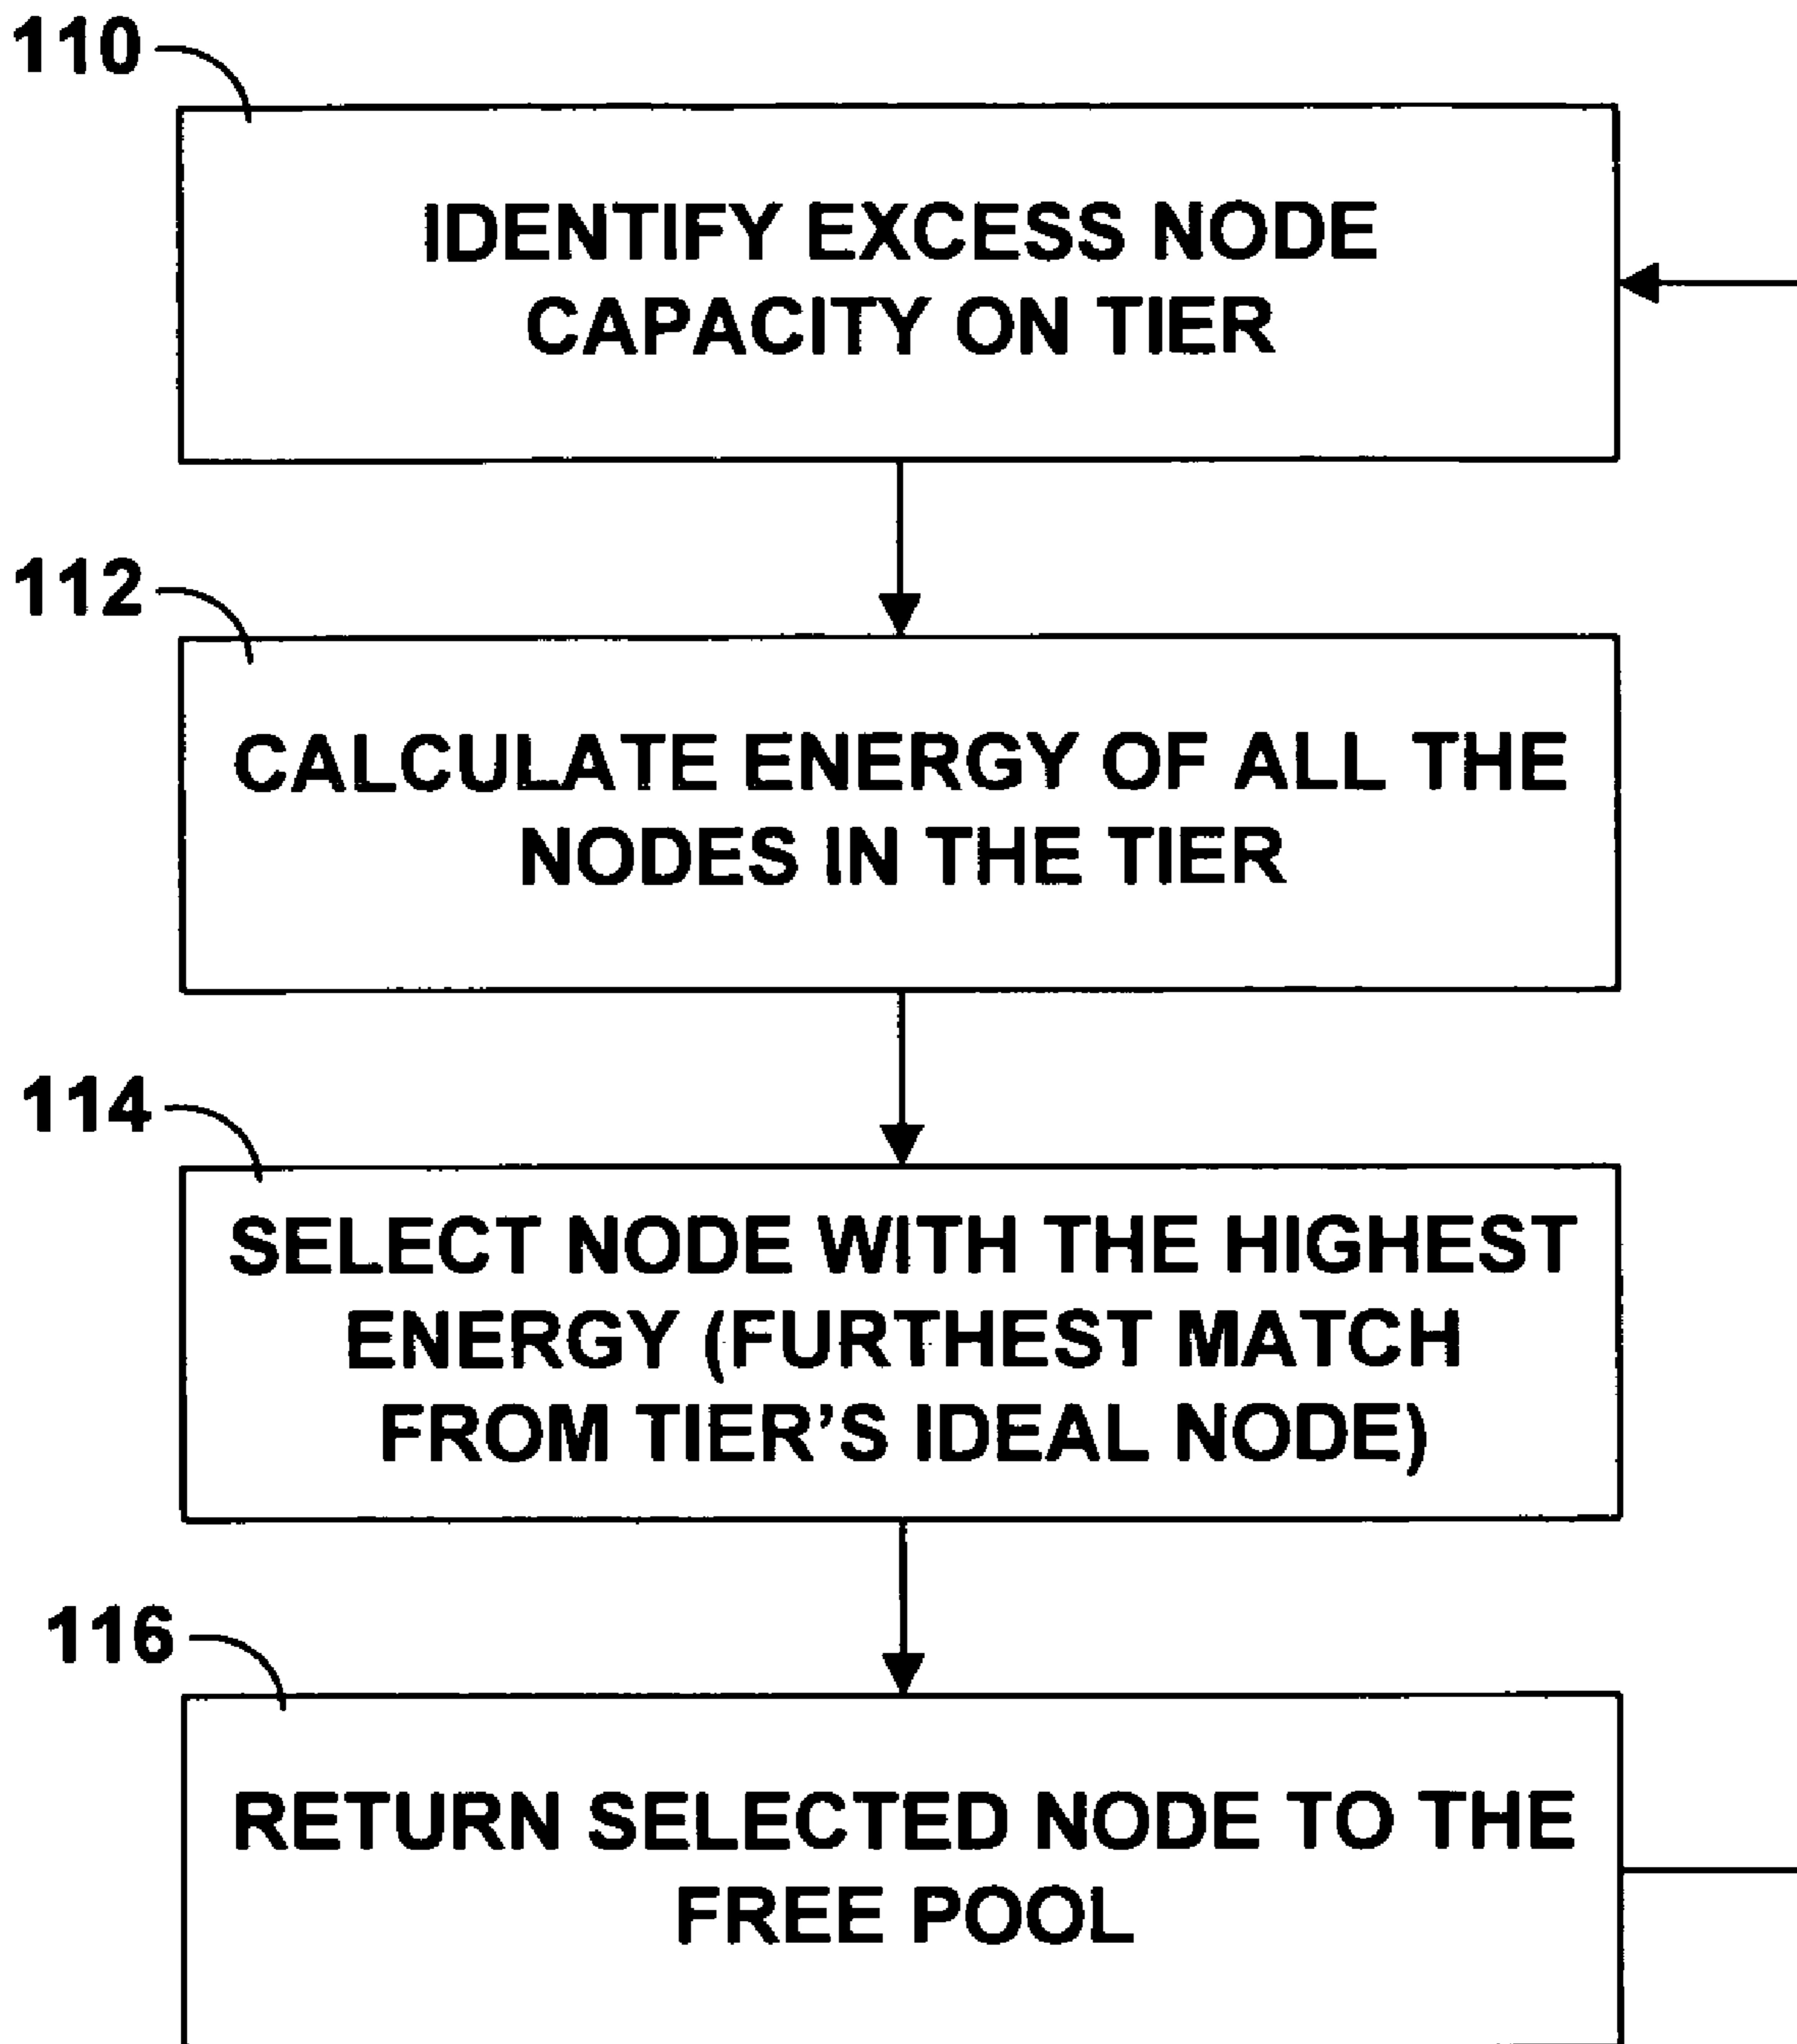 110
IDENTIFY EXCESS NODE
CAPACITY ON TIER
112
CALCULATE ENERGY OF ALL THE
NODES IN THE TIER
114
SELECT NODE WITH THE HIGHEST
ENERGY (FURTHEST MATCH
FROM TIER'S IDEAL NODE)
116
RETURN SELECTED NODE TO THE
FREE POOL